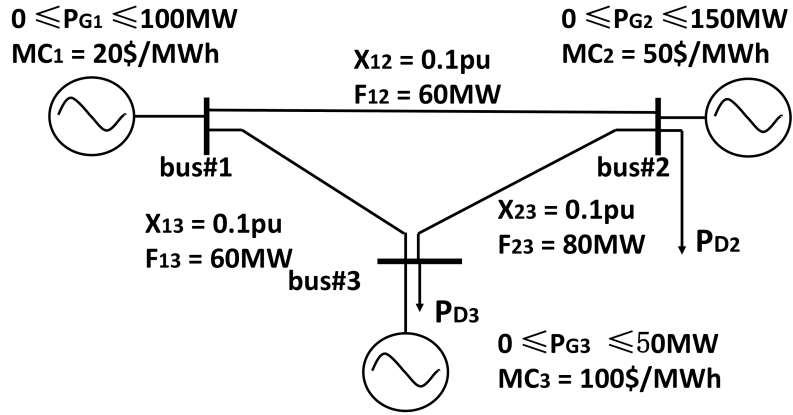 0 ≤PG1 ≤100MW
MC1 = 20$/MWh
0 ≤PG2 ≤150MW
MC2 = 50$/MWh
X12 = 0.1pu
F12 = 60MW
bus#1
bus#2
X13 = 0.1pu
F13 = 60MW
X23 = 0.1pu
F23 = 80MW
PD2
bus#3
PD3
0 ≤PG3 ≤50MW
MC3 = 100$/MWh